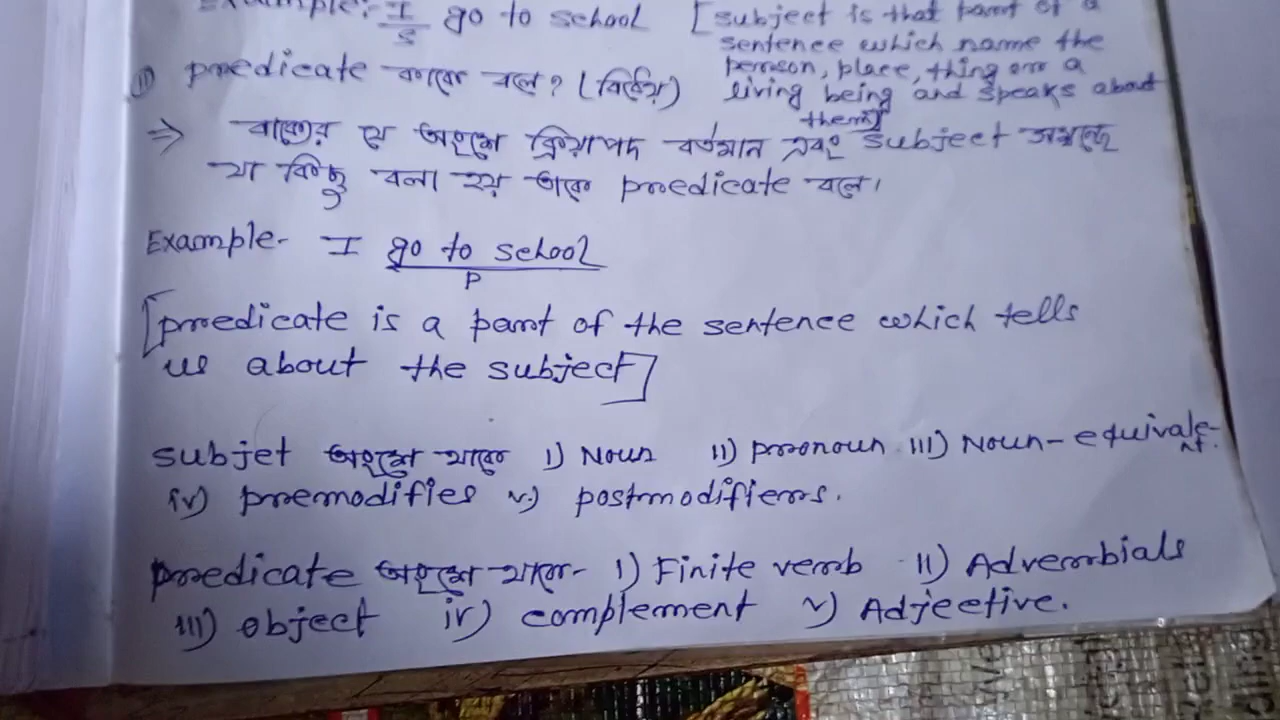 Example:- I go to school [subject is that part of a
S
sentence which name the
person, place, thing or a
living being and speaks about
them]
ii) predicate কাকে বলে? (বিধেয়)
⇒ বাক্যের যে অংশে ক্রিয়াপদ বর্তমান এবং subject সম্বন্ধে
যা কিছু বলা হয় তাকে predicate বলে।
Example- I go to school
P
[predicate is a part of the sentence which tells
us about the subject]
subjet অংশে থাকে i) Noun ii) pronoun iii) Noun-equivale-
nt.
iv) premodifies v) postmodifiers.
predicate অংশে থাকে- i) Finite verb ii) Adverbials
iii) object iv) complement v) Adjective.